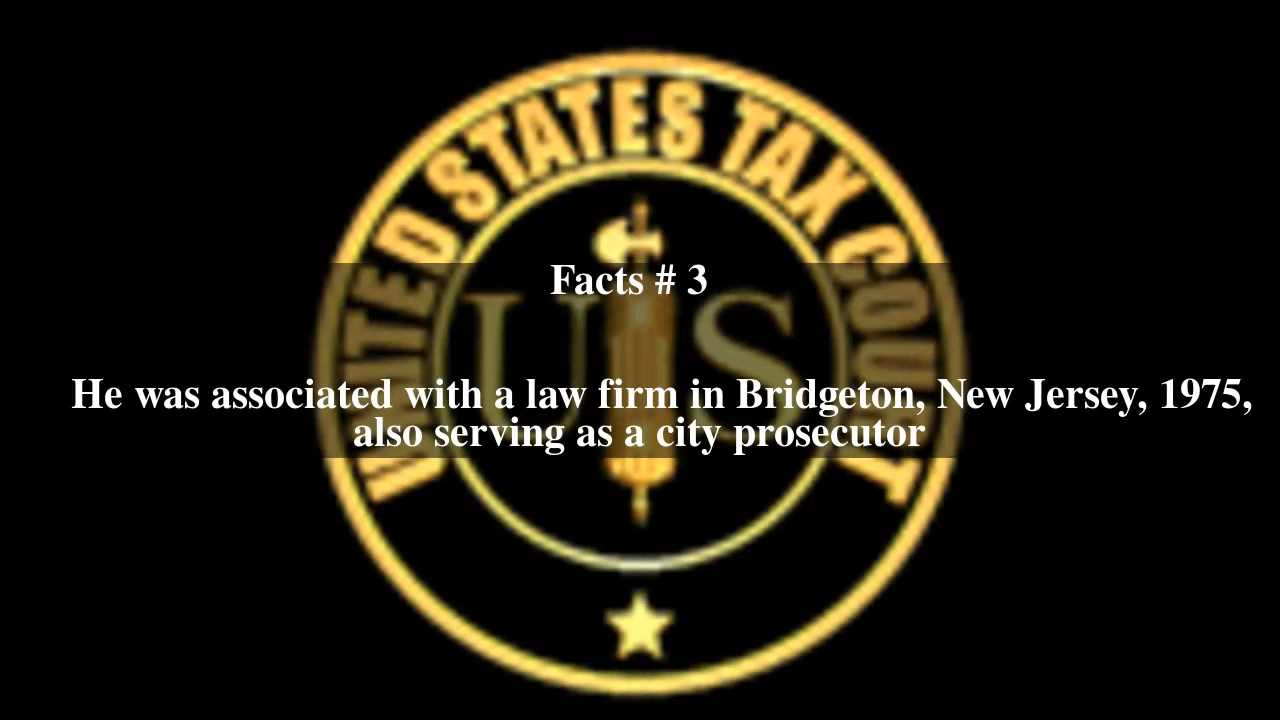 UNITED STATES TAX COURT
Facts # 3
U S
He was associated with a law firm in Bridgeton, New Jersey, 1975,
also serving as a city prosecutor